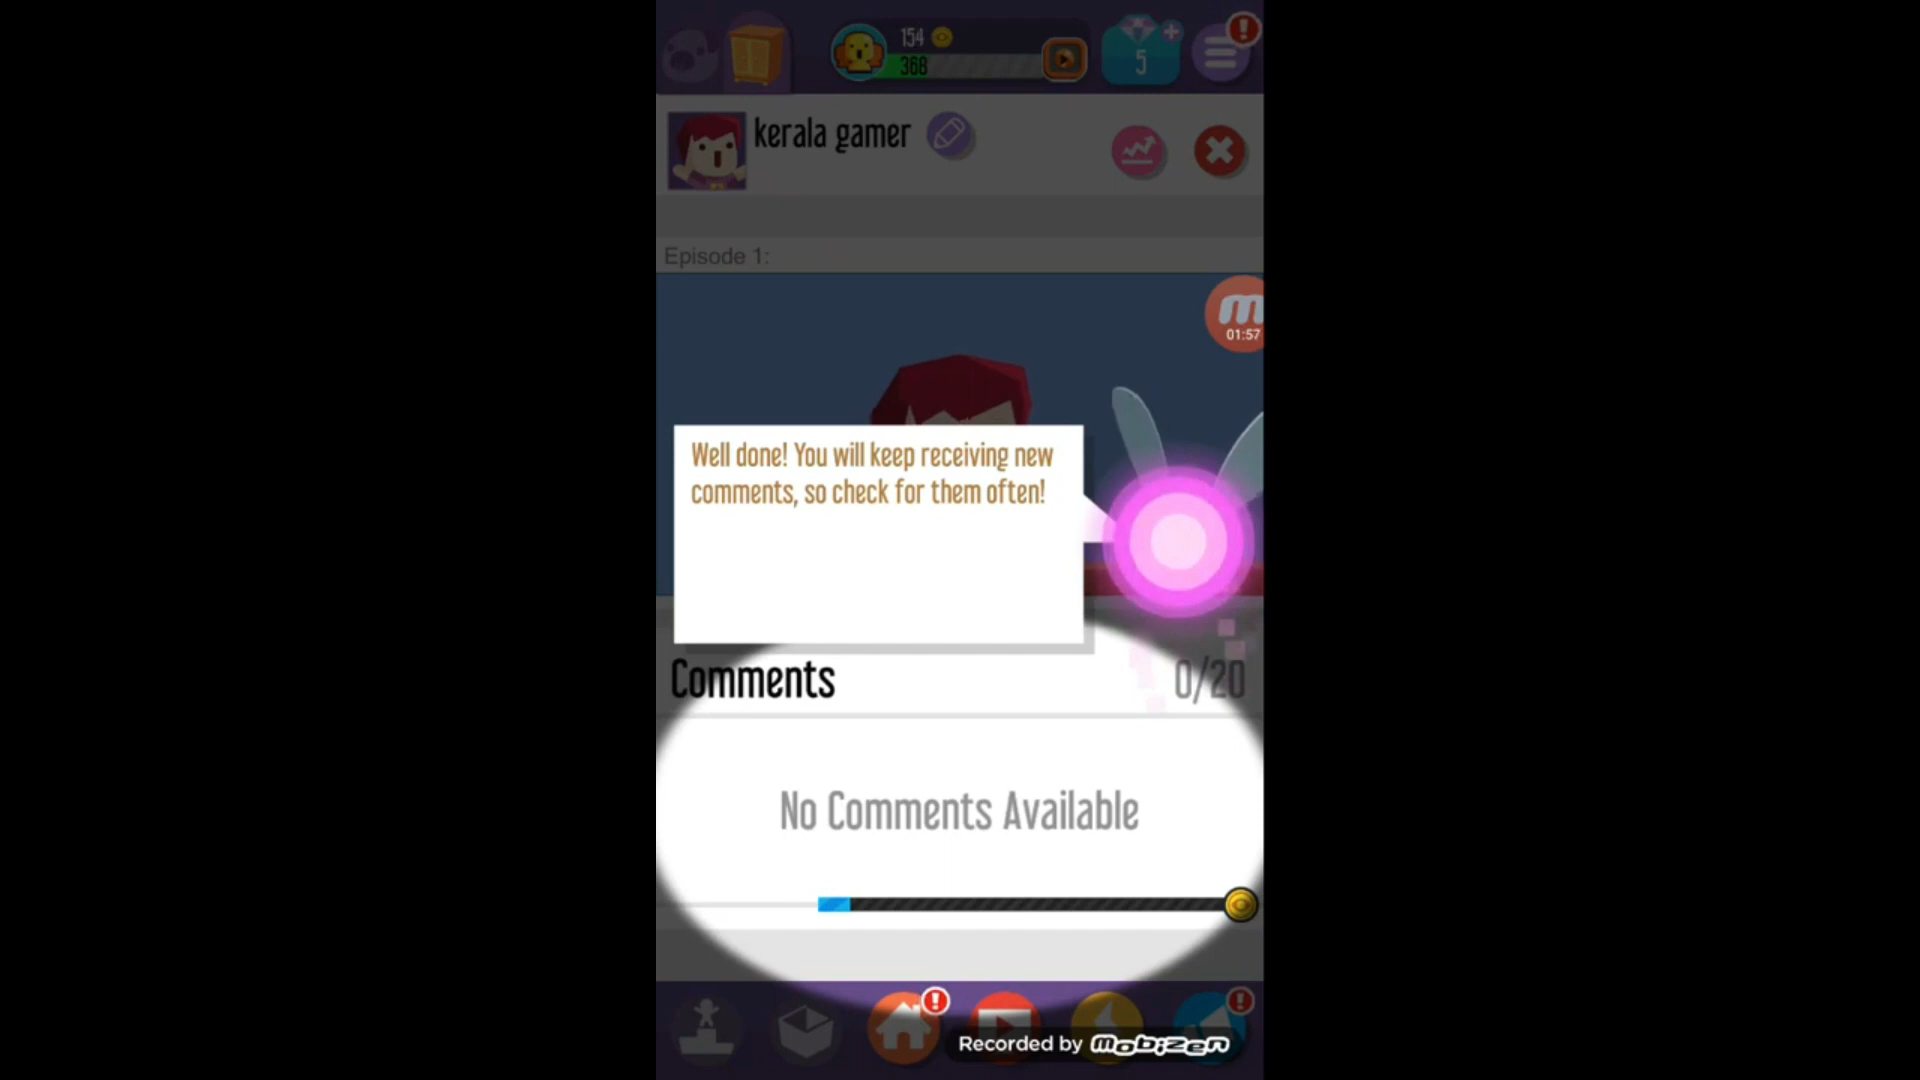 154
368
5
kerala gamer
Episode 1:
m
01:57
Well done! You will keep receiving new
comments, so check for them often!
Comments
0/20
No Comments Available
Recorded by mobizen